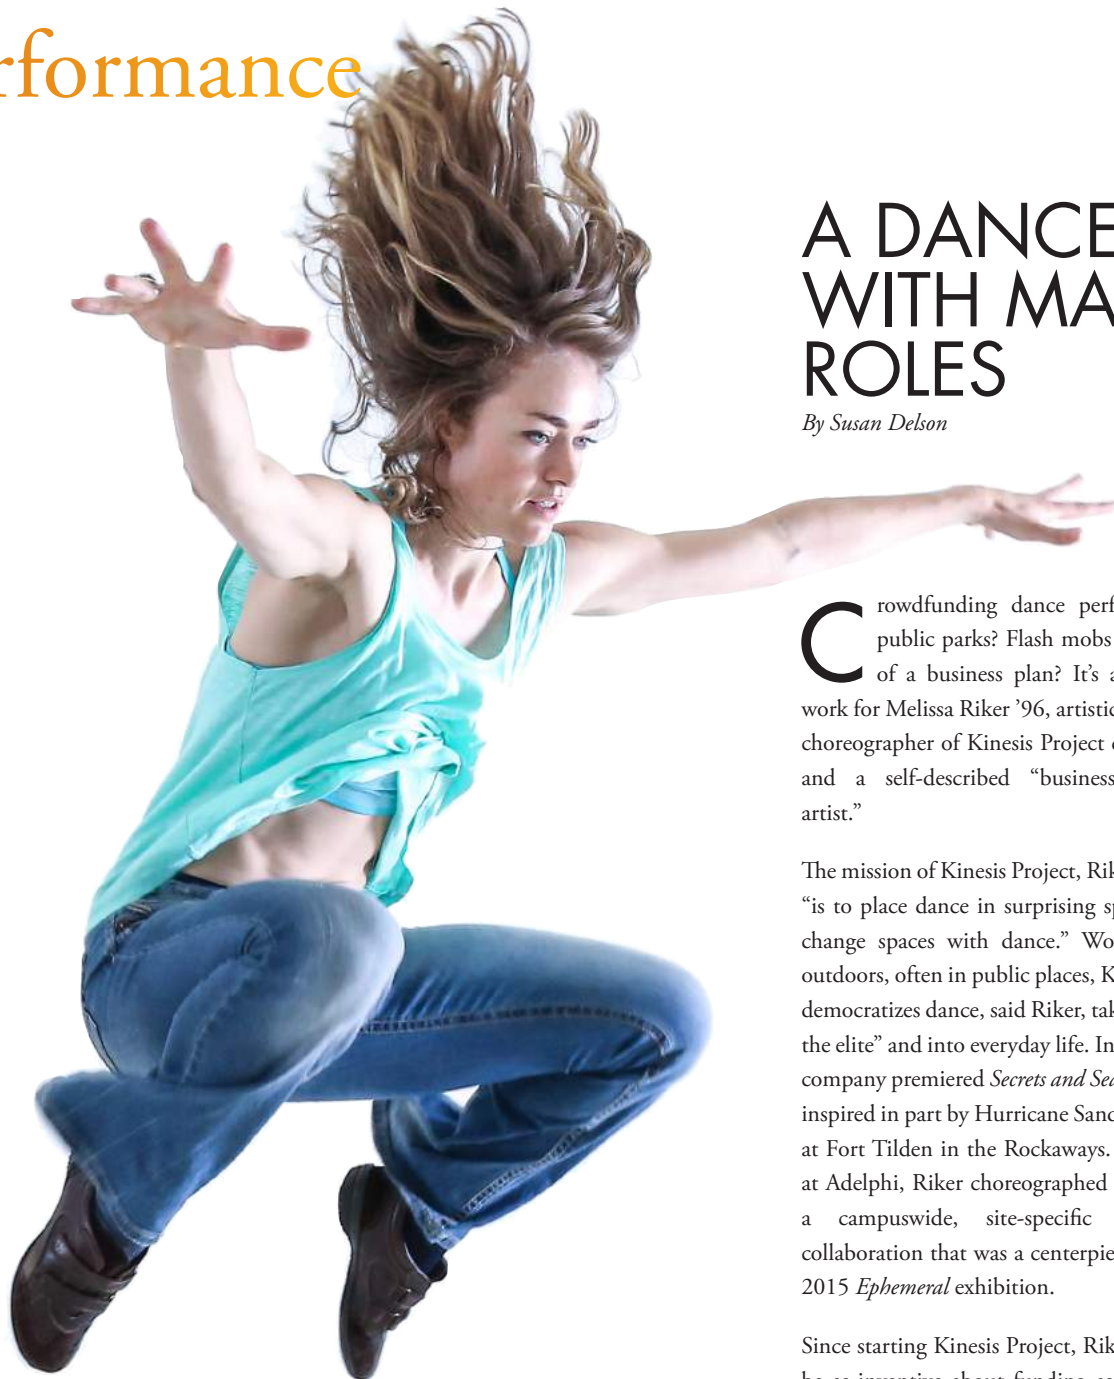 rformance
A DANCE
WITH MA
ROLES
By Susan Delson
Crowdfunding dance perf
public parks? Flash mobs
of a business plan? It’s a
work for Melissa Riker ’96, artistic
choreographer of Kinesis Project
and a self-described “business
artist.”
The mission of Kinesis Project, Rik
“is to place dance in surprising sp
change spaces with dance.” Wo
outdoors, often in public places, K
democratizes dance, said Riker, tak
the elite” and into everyday life. In
company premiered Secrets and Sea
inspired in part by Hurricane Sand
at Fort Tilden in the Rockaways.
at Adelphi, Riker choreographed
a campuswide, site-specific
collaboration that was a centerpie
2015 Ephemeral exhibition.
Since starting Kinesis Project, Rik